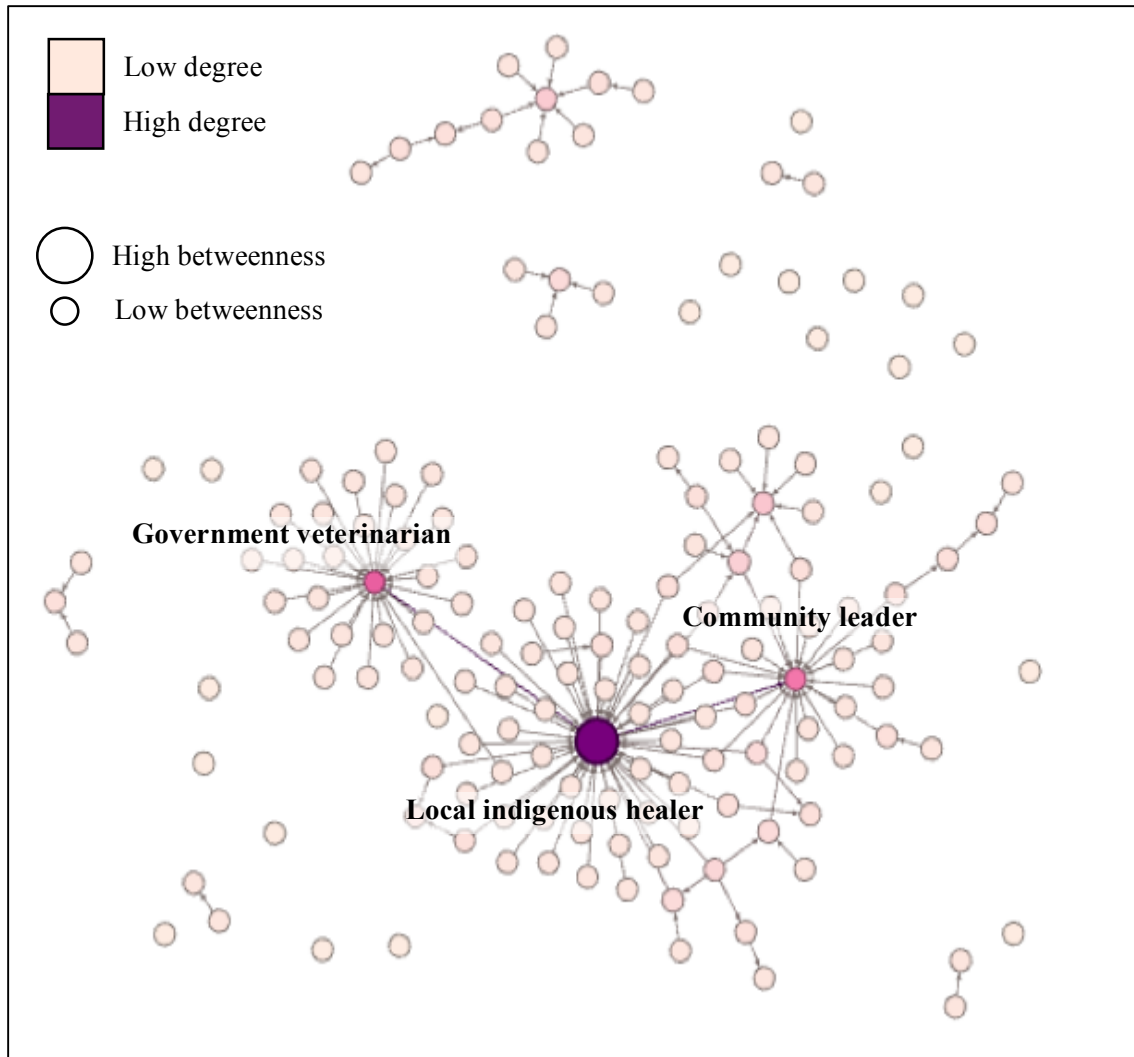 Low degree
High degree
High betweenness
Low betweenness
Government veterinarian
Community leader
Local indigenous healer